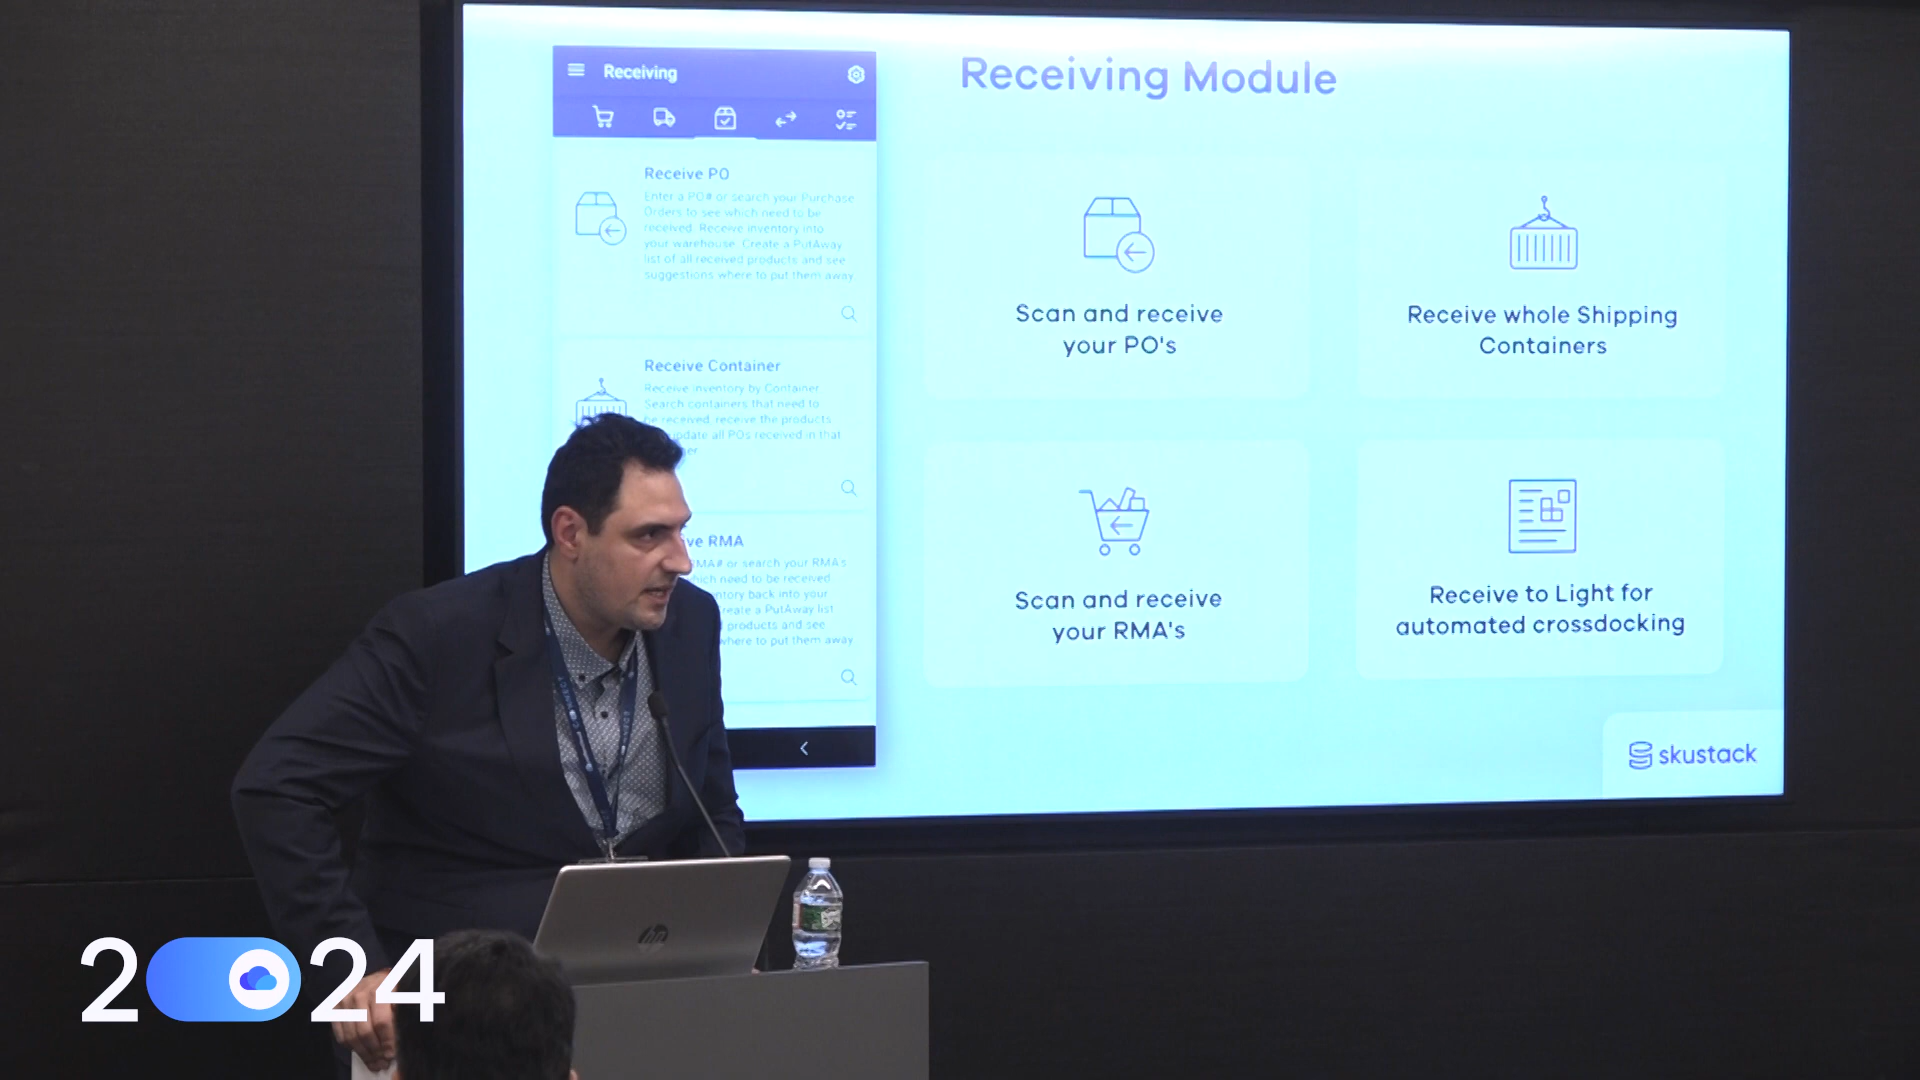 Receiving
Receive PO
Enter a PO# or search your Purchase
Orders to see which need to be
received. Receive inventory into
your warehouse. Create a PutAway
list of all received products and see
suggestions where to put them away.
Receive Container
Receive inventory by Container.
Search containers that need to
be received, receive the products
update all POs received in that
ve RMA
RMA# or search your RMAs
which need to be received
ntory back into your
reate a PutAway list
products and see
where to put them away.
Receiving Module
Scan and receive
your PO's
Receive whole Shipping
Containers
Scan and receive
your RMA's
Receive to Light for
automated crossdocking
skustack
hp
2024